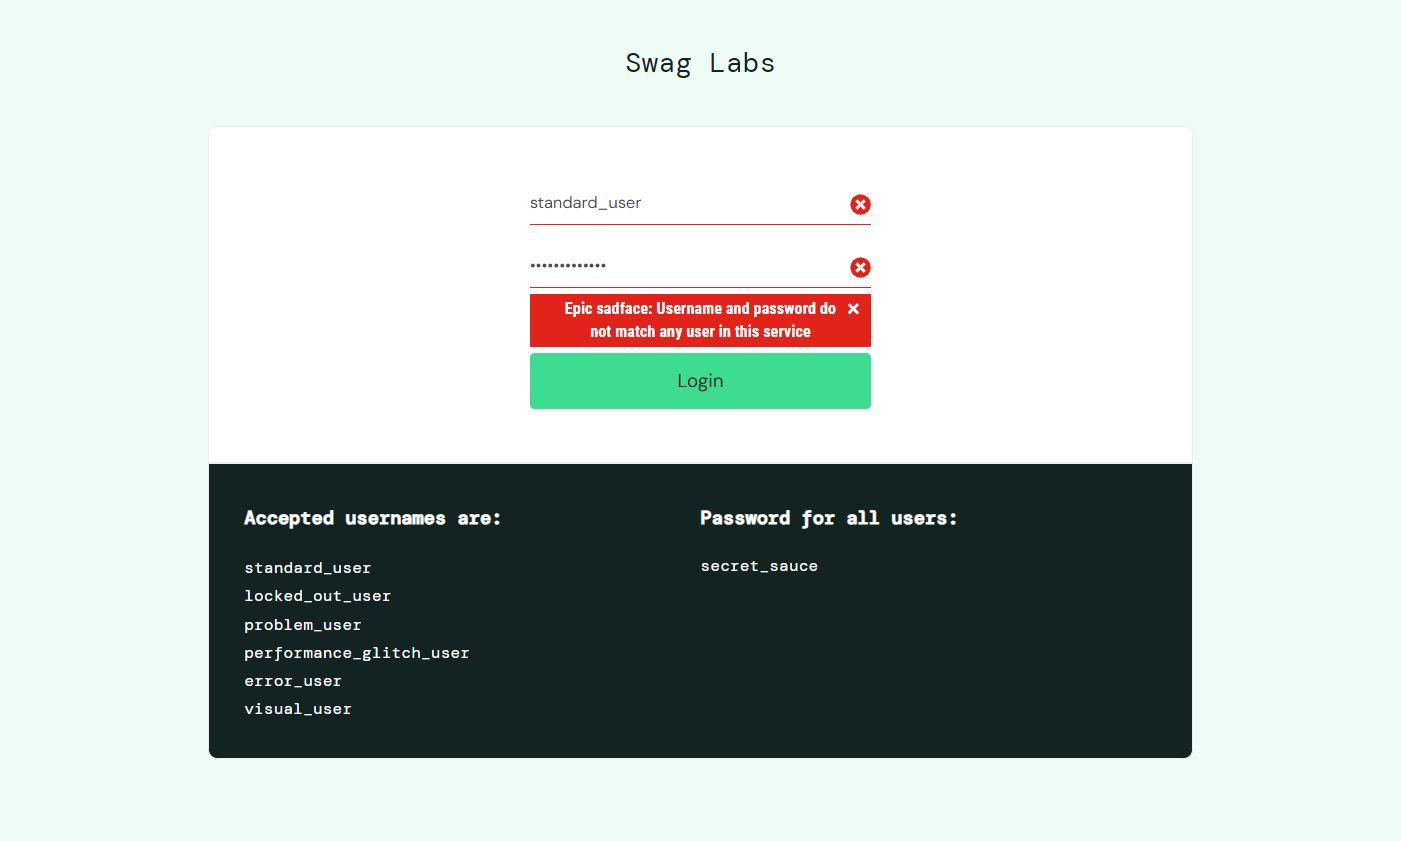 Swag Labs
standard_user
•••••••••••••
Epic sadface: Username and password do
not match any user in this service
Login
Accepted usernames are:
standard_user
locked_out_user
problem_user
performance_glitch_user
error_user
visual_user
Password for all users:
secret_sauce